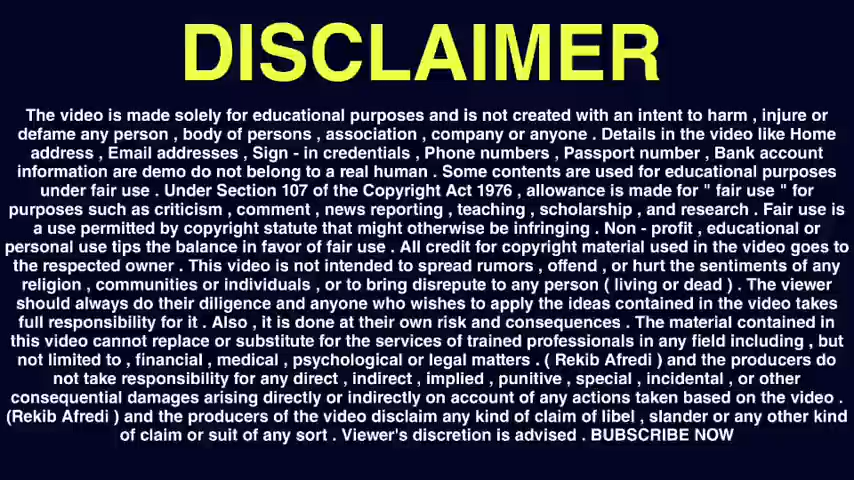 DISCLAIMER
The video is made solely for educational purposes and is not created with an intent to harm , injure or
defame any person , body of persons , association , company or anyone . Details in the video like Home
address , Email addresses , Sign - in credentials , Phone numbers , Passport number , Bank account
information are demo do not belong to a real human . Some contents are used for educational purposes
under fair use . Under Section 107 of the Copyright Act 1976 , allowance is made for " fair use " for
purposes such as criticism , comment , news reporting , teaching , scholarship , and research . Fair use is
a use permitted by copyright statute that might otherwise be infringing . Non - profit , educational or
personal use tips the balance in favor of fair use . All credit for copyright material used in the video goes to
the respected owner . This video is not intended to spread rumors , offend , or hurt the sentiments of any
religion , communities or individuals , or to bring disrepute to any person ( living or dead ) . The viewer
should always do their diligence and anyone who wishes to apply the ideas contained in the video takes
full responsibility for it . Also , it is done at their own risk and consequences . The material contained in
this video cannot replace or substitute for the services of trained professionals in any field including , but
not limited to , financial , medical , psychological or legal matters . ( Rekib Afredi ) and the producers do
not take responsibility for any direct , indirect , implied , punitive , special , incidental , or other
consequential damages arising directly or indirectly on account of any actions taken based on the video .
(Rekib Afredi ) and the producers of the video disclaim any kind of claim of libel , slander or any other kind
of claim or suit of any sort . Viewer's discretion is advised . BUBSCRIBE NOW